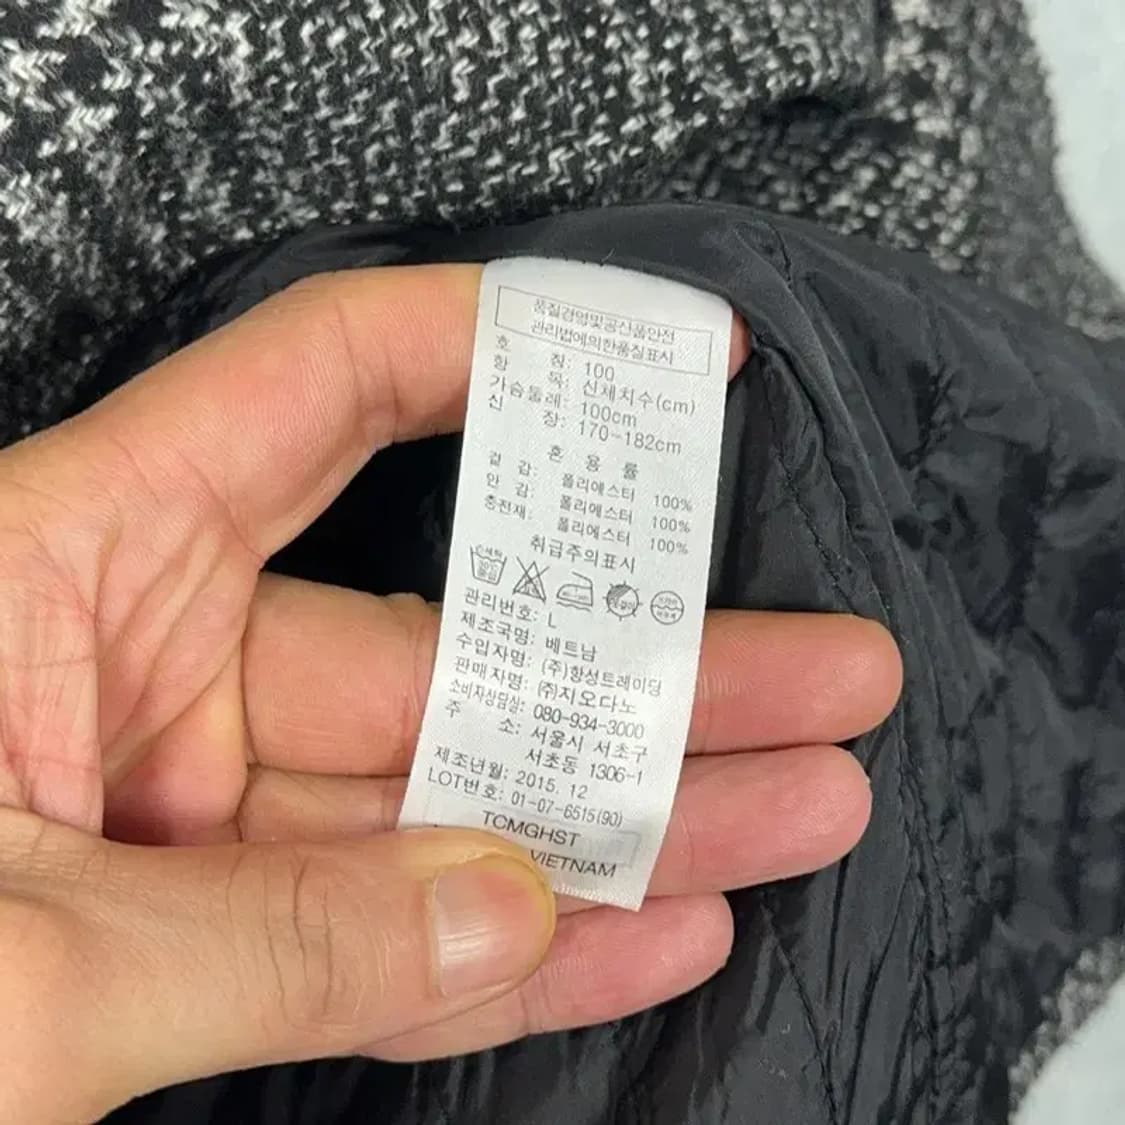 품질경영및공산품안전
관리법에의한품질표시
호 칭: 100
항 목: 신체치수(cm)
가슴둘레: 100cm
신 장: 170-182cm
혼 용 률
겉 감: 폴리에스터 100%
안 감: 폴리에스터 100%
충전재: 폴리에스터 100%
취급주의표시
관리번호: L
제조국명: 베트남
수입자명: (주)항성트레이딩
판매자명: ㈜지오다노
소비자상담실: 080-934-3000
주 소: 서울시 서초구
서초동 1306-1
제조년월: 2015. 12
LOT번호: 01-07-6515(90)
TCMGHST
VIETNAM